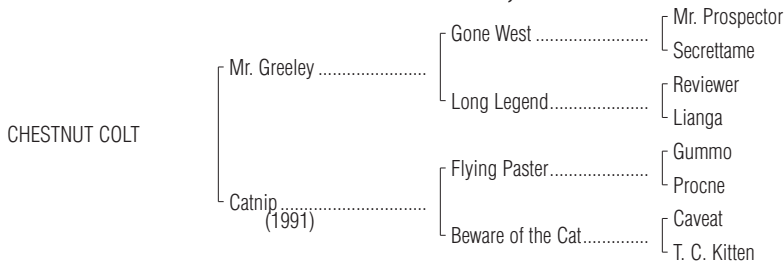 Mr. Prospector
Gone West ........................
Secrettame
Mr. Greeley .......................
Reviewer
Long Legend.....................
Lianga
CHESTNUT COLT
Gummo
Flying Paster.....................
Procne
Catnip ...............................
(1991)
Caveat
Beware of the Cat..............
T. C. Kitten